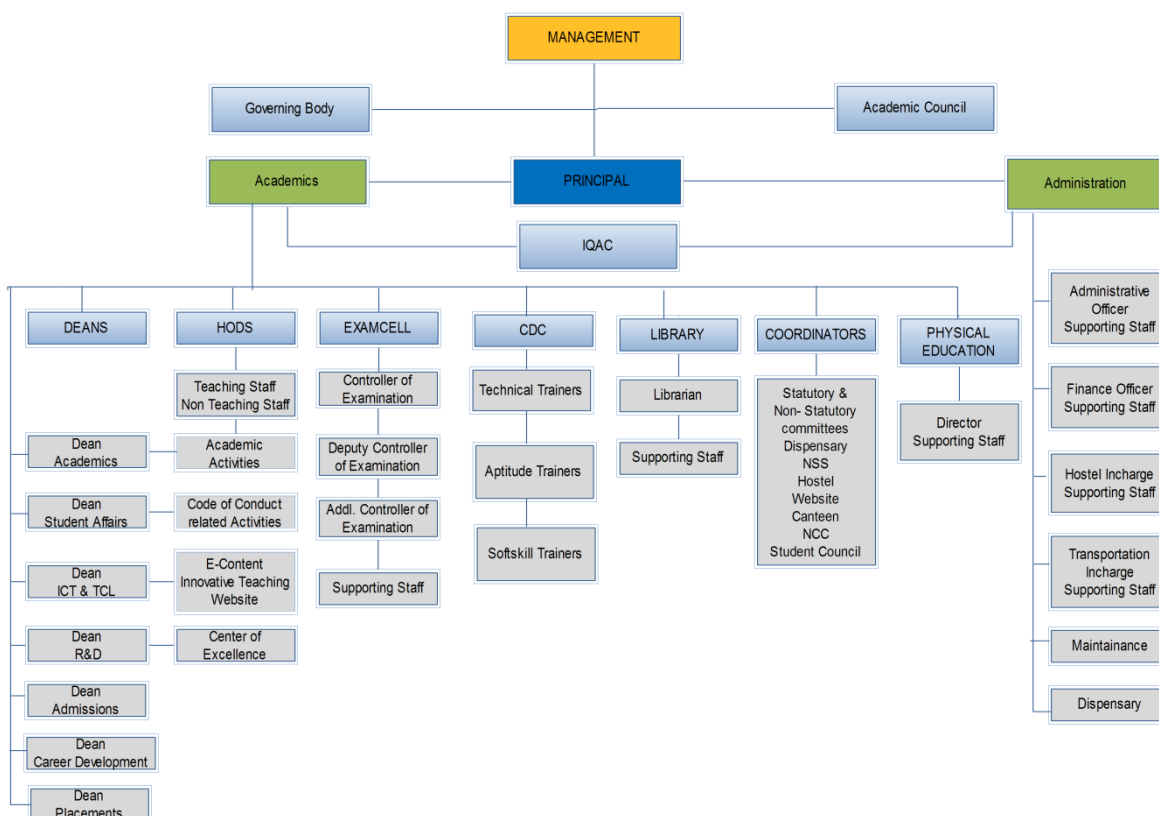 MANAGEMENT
Governing Body
Academic Council
Academics
PRINCIPAL
Administration
IQAC
DEANS
HODS
EXAMCELL
CDC
LIBRARY
COORDINATORS
PHYSICAL
EDUCATION
Dean
Academics
Dean
Student Affairs
Dean
ICT & TCL
Dean
R&D
Dean
Admissions
Dean
Career Development
Dean
Placements
Teaching Staff
Non Teaching Staff
Academic
Activities
Code of Conduct
related Activities
E-Content
Innovative Teaching
Website
Center of
Excellence
Controller of
Examination
Deputy Controller
of Examination
Addl. Controller of
Examination
Supporting Staff
Technical Trainers
Aptitude Trainers
Softskill Trainers
Librarian
Supporting Staff
Statutory &
Non- Statutory
committees
Dispensary
NSS
Hostel
Website
Canteen
NCC
Student Council
Director
Supporting Staff
Administrative
Officer
Supporting Staff
Finance Officer
Supporting Staff
Hostel Incharge
Supporting Staff
Transportation
Incharge
Supporting Staff
Maintainance
Dispensary